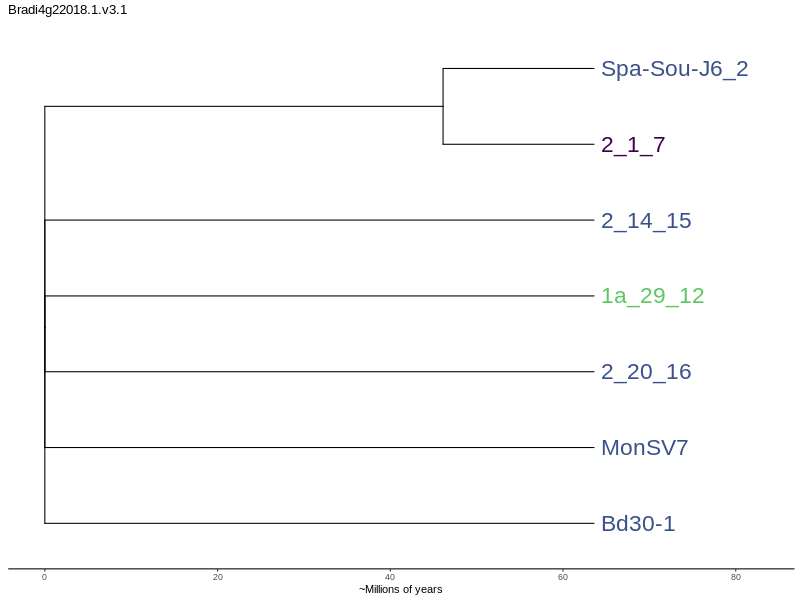 Bradi4g22018.1.v3.1
Spa-Sou-J6_2
2_1_7
2_14_15
1a_29_12
2_20_16
MonSV7
Bd30-1
0 20 40 60 80
~Millions of years